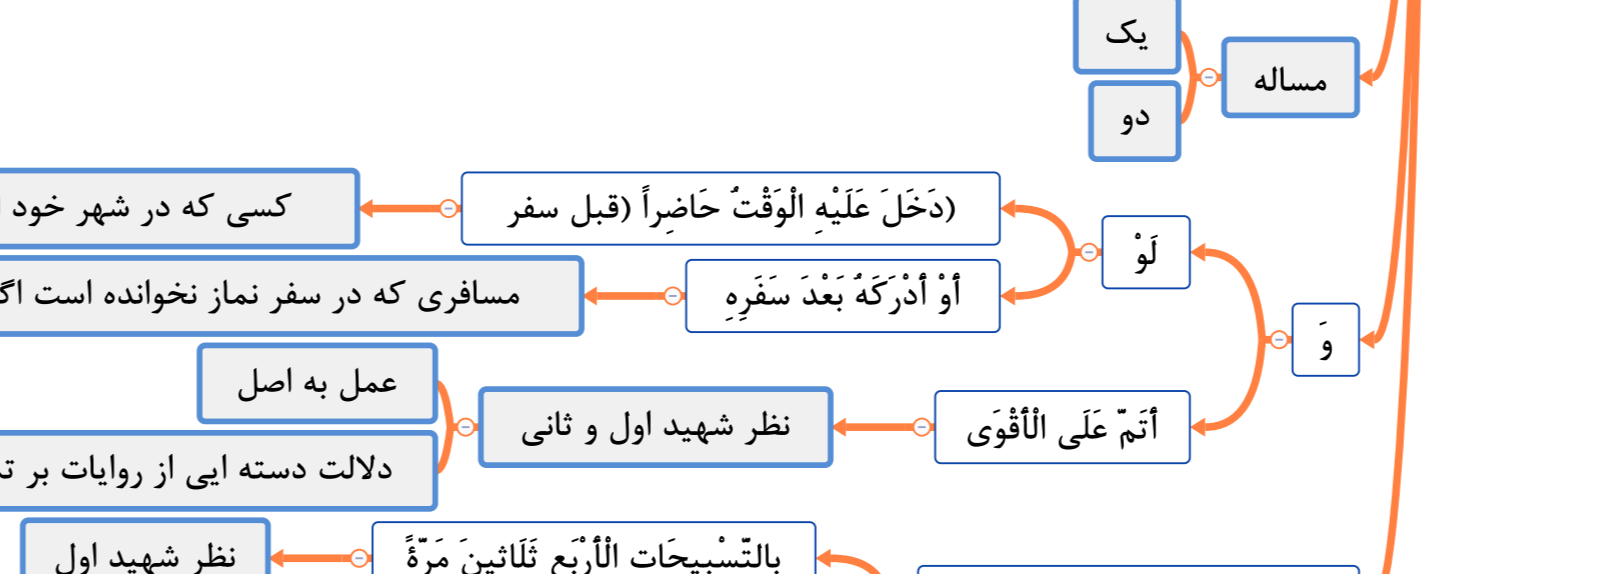 یک
مساله
دو
(دَخَلَ عَلَيْهِ الْوَقْتُ حَاضِراً (قبل سفر
کسی که در شهر خود
لَوْ
أَوْ أَدْرَكَهُ بَعْدَ سَفَرِهِ
مسافری که در سفر نماز نخوانده است
وَ
عمل به اصل
أَتَمَّ عَلَى الْأَقْوَى
نظر شهید اول و ثانی
دلالت دسته ایی از روایات بر
بِالتَّسْبِيحَاتِ الْأَرْبَعِ ثَلَاثِينَ مَرَّةً
نظر شهید اول